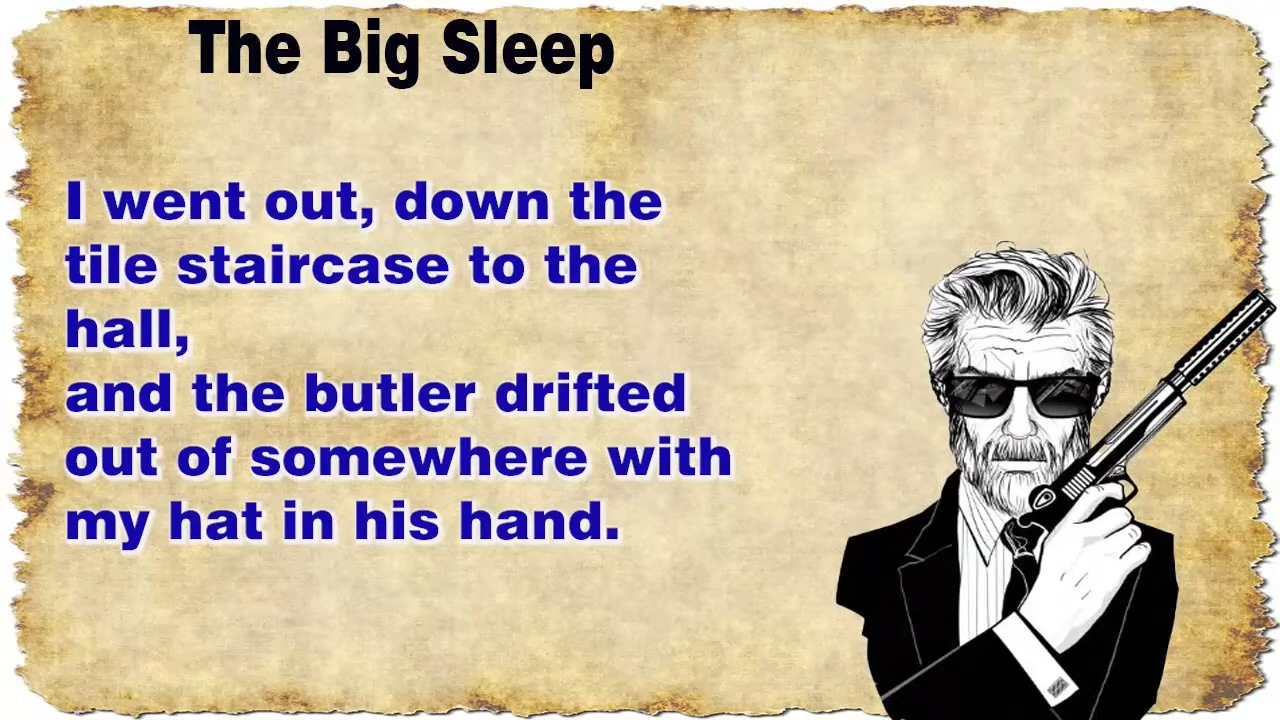 The Big Sleep
I went out, down the
tile staircase to the
hall,
and the butler drifted
out of somewhere with
my hat in his hand.